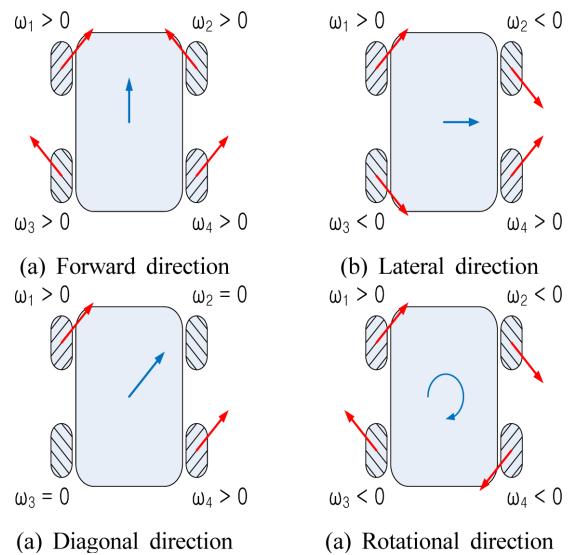 ω₁ > 0 ω₂ > 0 ω₁ > 0 ω₂ < 0
ω₃ > 0 ω₄ > 0 ω₃ < 0 ω₄ > 0
(a) Forward direction (b) Lateral direction
ω₁ > 0 ω₂ = 0 ω₁ > 0 ω₂ < 0
ω₃ = 0 ω₄ > 0 ω₃ < 0 ω₄ < 0
(a) Diagonal direction (a) Rotational direction